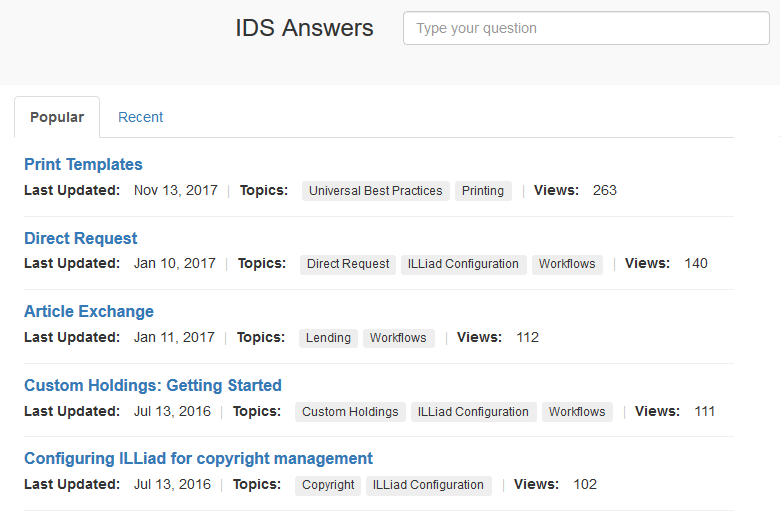 IDS Answers Type your question
Popular Recent
Print Templates
Last Updated: Nov 13, 2017 | Topics: Universal Best Practices Printing | Views: 263
Direct Request
Last Updated: Jan 10, 2017 | Topics: Direct Request ILLiad Configuration Workflows | Views: 140
Article Exchange
Last Updated: Jan 11, 2017 | Topics: Lending Workflows | Views: 112
Custom Holdings: Getting Started
Last Updated: Jul 13, 2016 | Topics: Custom Holdings ILLiad Configuration Workflows | Views: 111
Configuring ILLiad for copyright management
Last Updated: Jul 13, 2016 | Topics: Copyright ILLiad Configuration | Views: 102